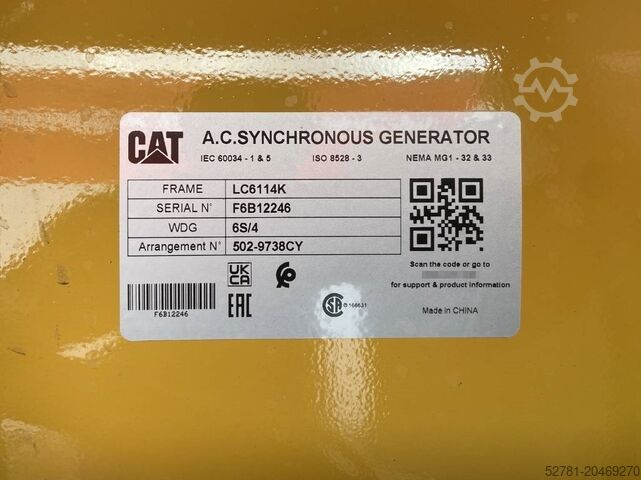 CAT
A.C.SYNCHRONOUS GENERATOR
IEC 60034 - 1 & 5 ISO 8528 - 3 NEMA MG1 - 32 & 33
FRAME LC6114K
SERIAL N° F6B12246
WDG 6S/4
Arrangement N° 502-9738CY
Scan the code or go to
for support & product information
UK
CA
EAC
SA 166631
Made in CHINA
F6B12246
52781-20469270